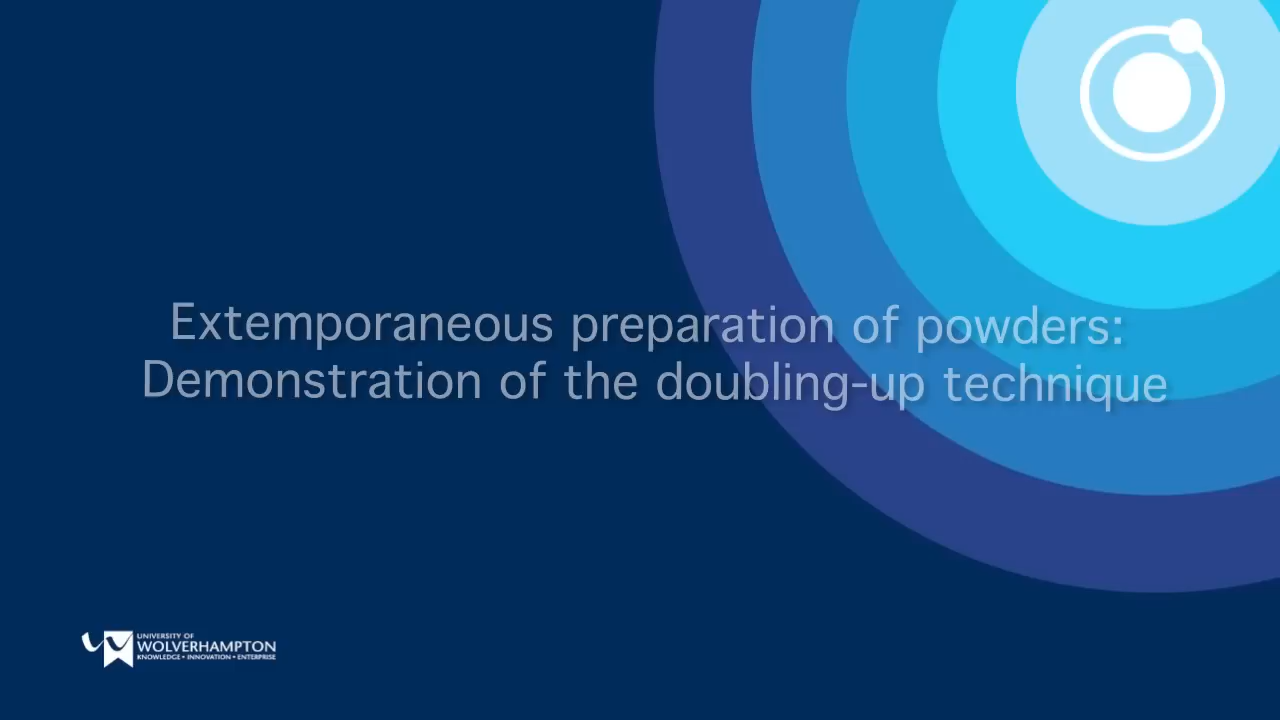 Extemporaneous preparation of powders:
Demonstration of the doubling-up technique
UNIVERSITY OF
WOLVERHAMPTON
KNOWLEDGE • INNOVATION • ENTERPRISE